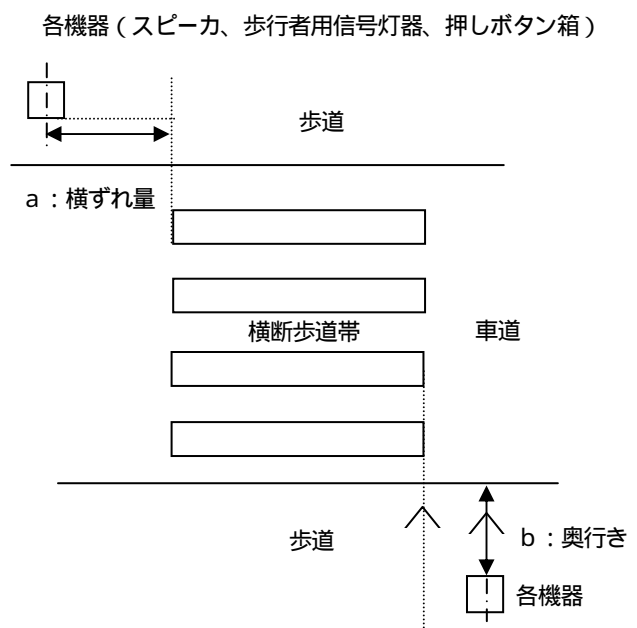 各機器（スピーカ、歩行者用信号灯器、押しボタン箱）
歩道
a：横ずれ量
横断歩道帯
車道
歩道
b：奥行き
各機器